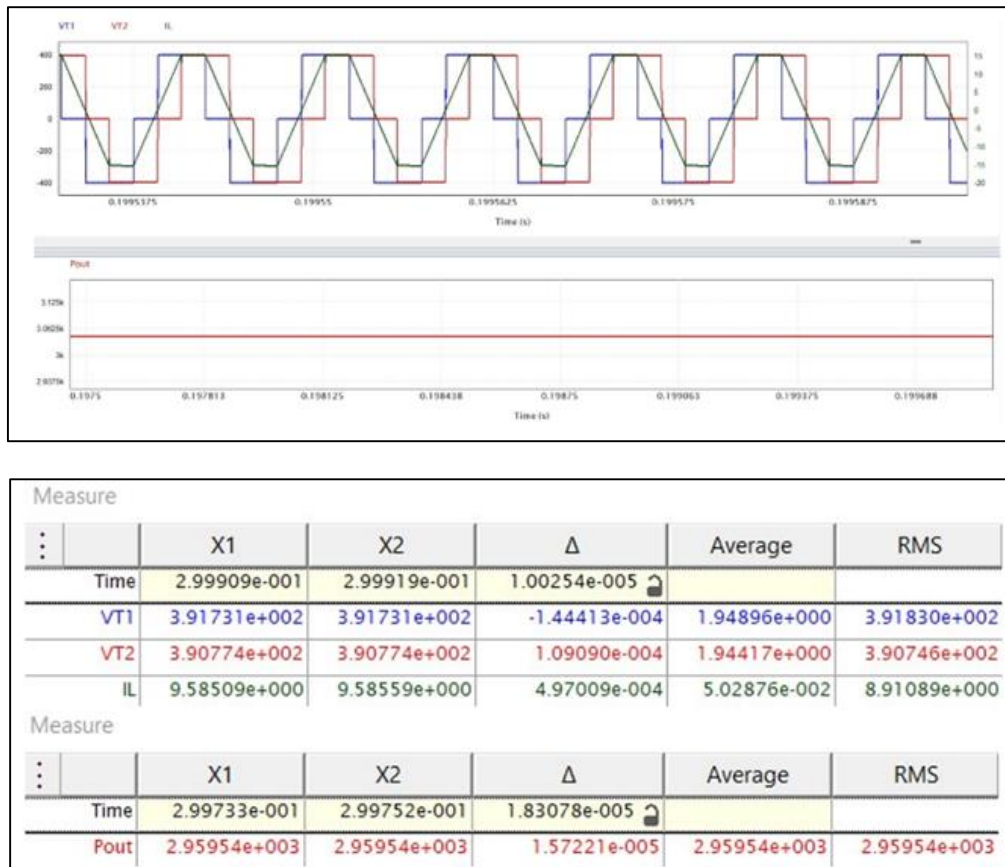 VT1 VT2 IL
400
200
0
-200
-400
15
10
5
0
-5
-10
-15
-20
0.1995375 0.19955 0.1995625 0.199575 0.1995875
Time (s)
Pout
3.125k
3.0625k
3k
2.9375k
0.1975 0.197813 0.198125 0.198438 0.19875 0.199063 0.199375 0.199688
Time (s)
Measure
X1 X2 Δ Average RMS
Time 2.99909e-001 2.99919e-001 1.00254e-005
VT1 3.91731e+002 3.91731e+002 -1.44413e-004 1.94896e+000 3.91830e+002
VT2 3.90774e+002 3.90774e+002 1.09090e-004 1.94417e+000 3.90746e+002
IL 9.58509e+000 9.58559e+000 4.97009e-004 5.02876e-002 8.91089e+000
Measure
X1 X2 Δ Average RMS
Time 2.99733e-001 2.99752e-001 1.83078e-005
Pout 2.95954e+003 2.95954e+003 1.57221e-005 2.95954e+003 2.95954e+003